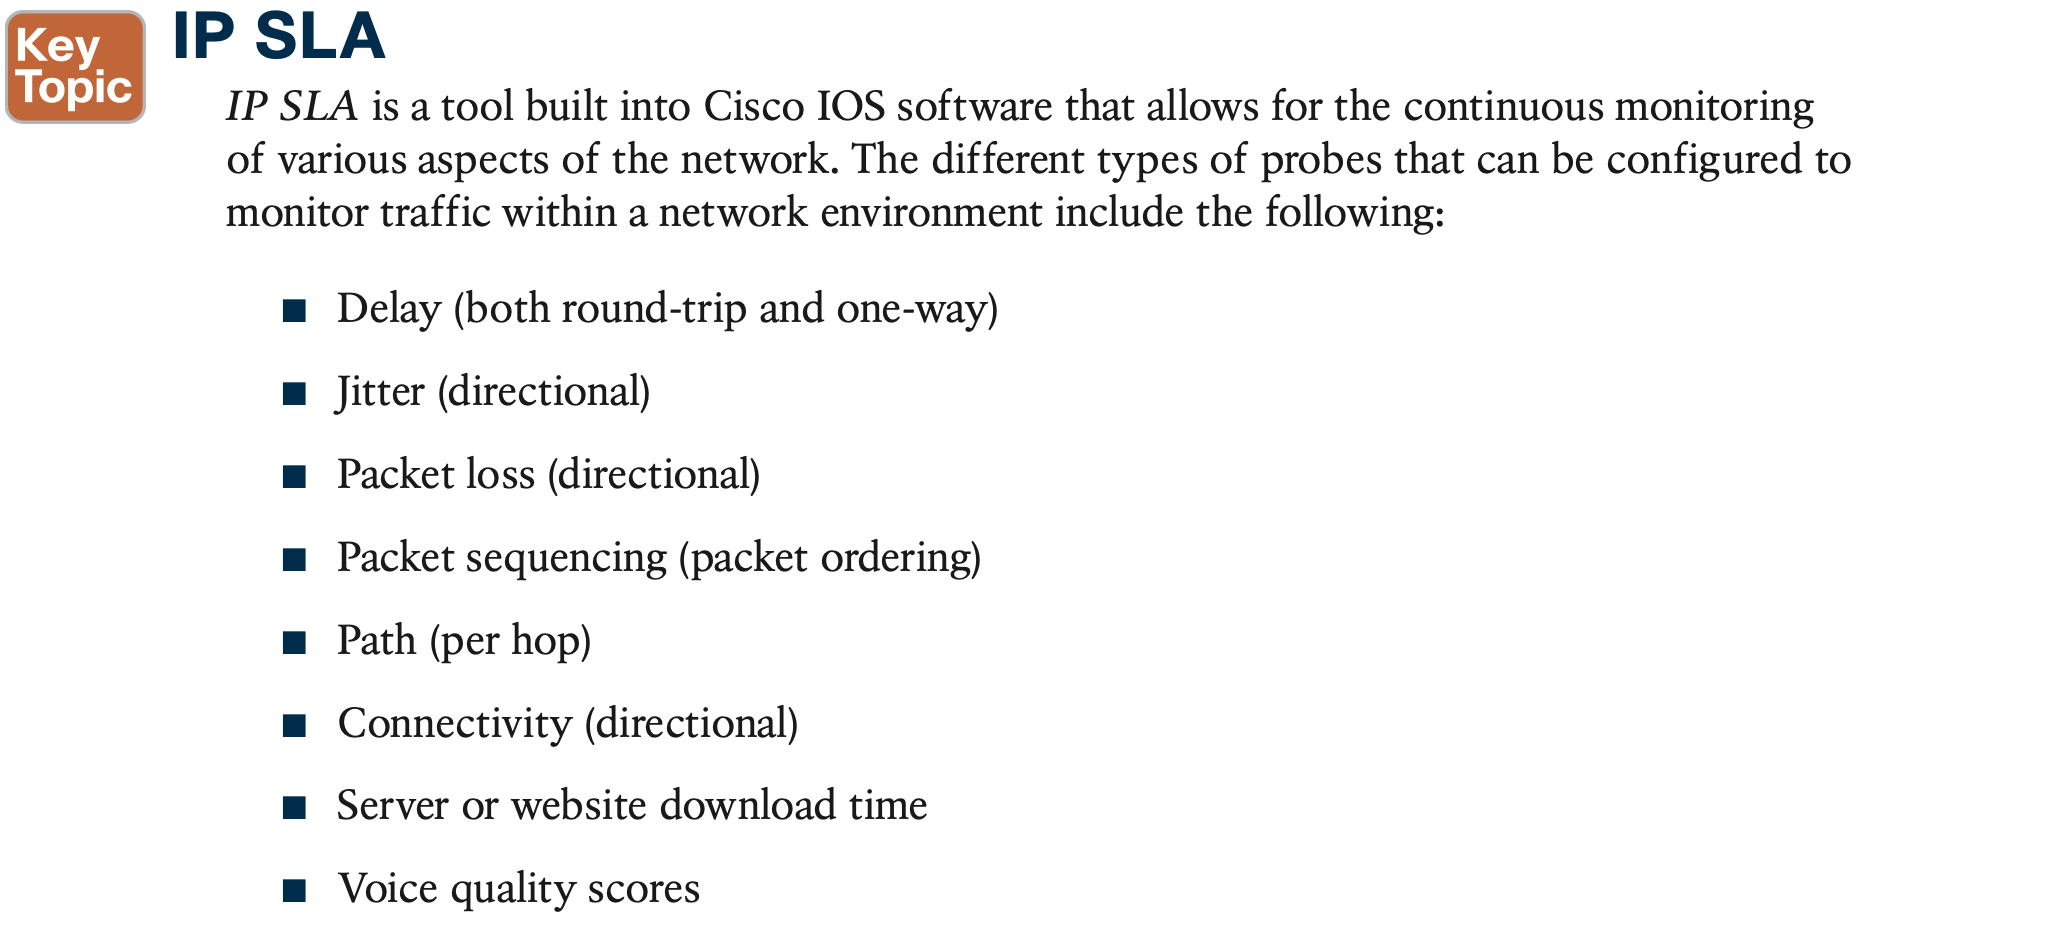 Key
Topic
IP SLA
IP SLA is a tool built into Cisco IOS software that allows for the continuous monitoring
of various aspects of the network. The different types of probes that can be configured to
monitor traffic within a network environment include the following:
■ Delay (both round-trip and one-way)
■ Jitter (directional)
■ Packet loss (directional)
■ Packet sequencing (packet ordering)
■ Path (per hop)
■ Connectivity (directional)
■ Server or website download time
■ Voice quality scores